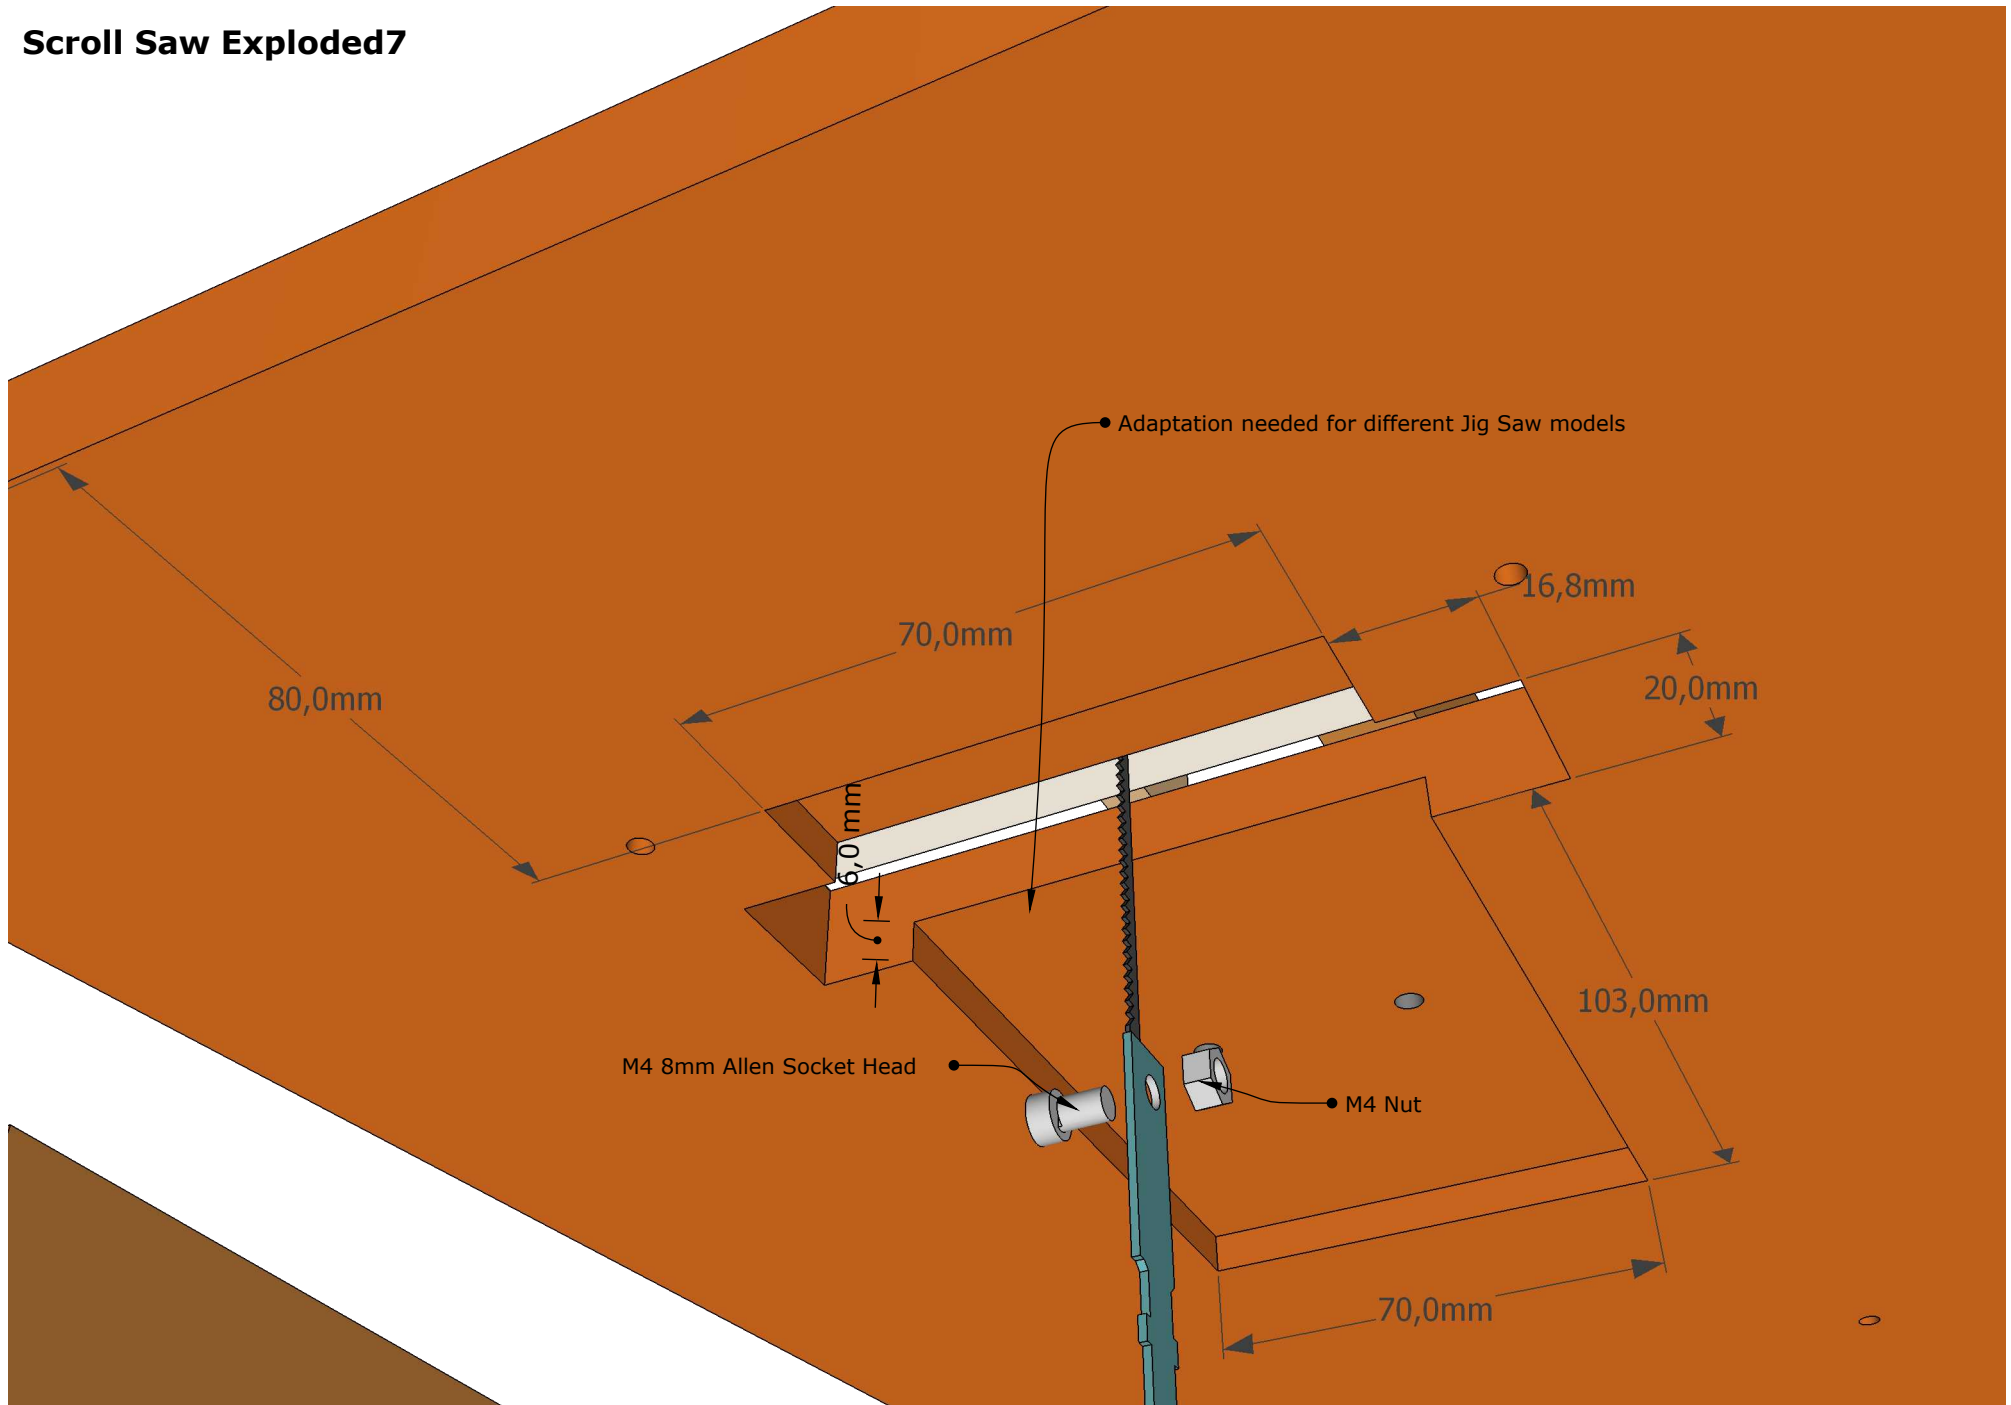 Scroll Saw Exploded7
Adaptation needed for different Jig Saw models
16,8mm
70,0mm
20,0mm
80,0mm
6,0 mm
103,0mm
M4 8mm Allen Socket Head
M4 Nut
70,0mm